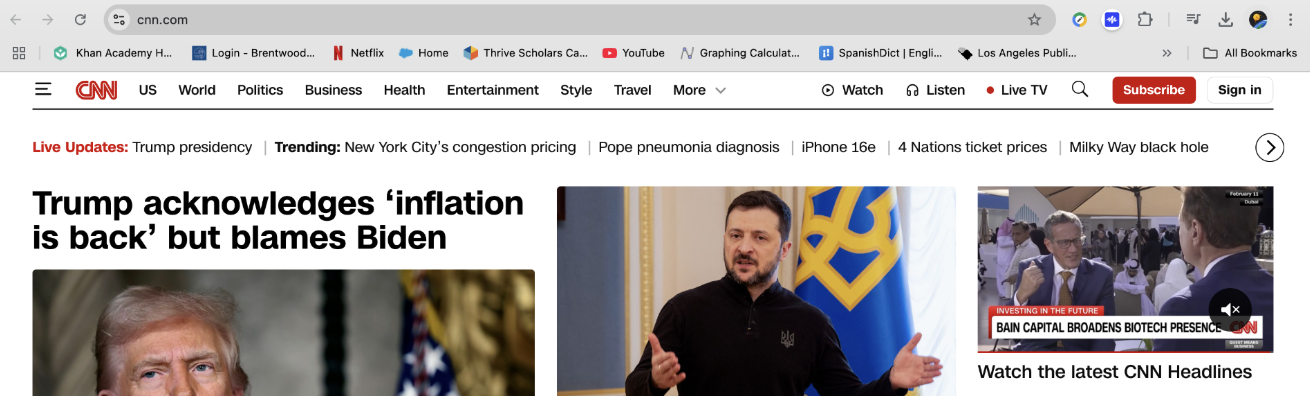 cnn.com
Khan Academy H...
Login - Brentwood...
Netflix
Home
Thrive Scholars Ca...
YouTube
Graphing Calculat...
SpanishDict | Engli...
Los Angeles Publi...
All Bookmarks
CNN
US
World
Politics
Business
Health
Entertainment
Style
Travel
More
Watch
Listen
Live TV
Subscribe
Sign in
Live Updates: Trump presidency | Trending: New York City’s congestion pricing | Pope pneumonia diagnosis | iPhone 16e | 4 Nations ticket prices | Milky Way black hole
Trump acknowledges ‘inflation
is back’ but blames Biden
February 11
Dubai
INVESTING IN THE FUTURE
BAIN CAPITAL BROADENS BIOTECH PRESENCE
CNN
QUEST MEANS
BUSINESS
Watch the latest CNN Headlines